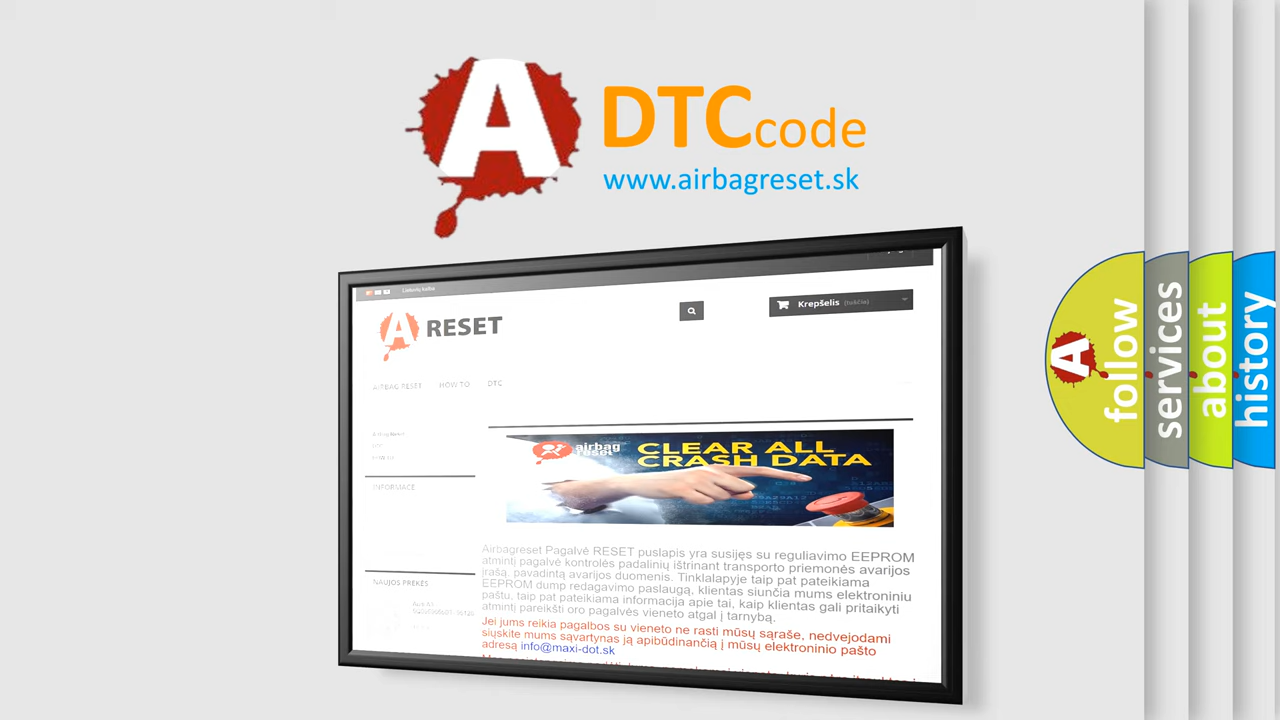 A DTC code
www.airbagreset.sk
Lietuvių kalba
A RESET
Krepšelis (tuščia)
AIRBAG RESET HOW TO DTC
INFORMACE
airbag
reset
CLEAR ALL
CRASH DATA
Airbagreset Pagalvė RESET puslapis yra susijęs su reguliavimo EEPROM
atmintį pagalvė kontrolės padalinių ištrinant transporto priemonės avarijos
įrašą, pavadintą avarijos duomenis. Tinklalapyje taip pat pateikiama
EEPROM dump redagavimo paslaugą, klientas siunčia mums elektroniniu
paštu, taip pat pateikiama informacija apie tai, kaip klientas gali pritaikyti
atmintį pareikšti oro pagalvės vieneto atgal į tarnybą.
Jei jums reikia pagalbos su vieneto ne rasti mūsų sąraše, nedvejodami
siųskite mums sąvartynas ją apibūdinančią į mūsų elektroninio pašto
adresą info@maxi-dot.sk
NAUJOS PREKĖS
A follow
services
about
history